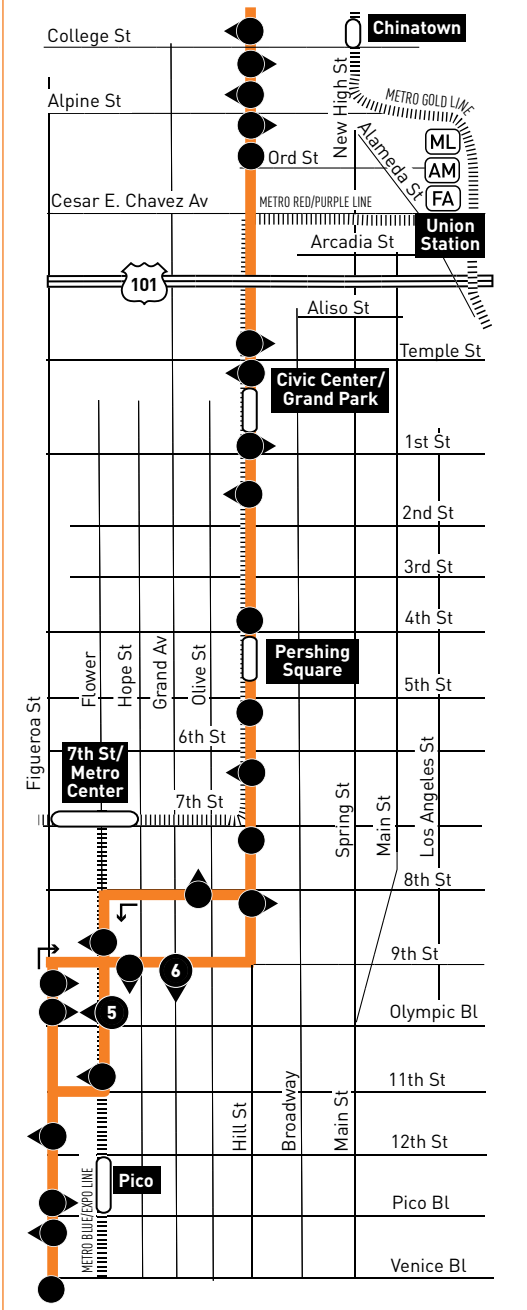 College St
Chinatown
New High St
METRO GOLD LINE
Alpine St
Alameda St
ML
AM
FA
Ord St
Cesar E. Chavez Av
METRO RED/PURPLE LINE
Union
Station
Arcadia St
101
Aliso St
Temple St
Civic Center/
Grand Park
1st St
2nd St
3rd St
4th St
Pershing
Square
Figueroa St
Flower
Hope St
Grand Av
Olive St
5th St
6th St
7th St/
Metro
Center
7th St
Spring St
Main St
Los Angeles St
8th St
9th St
6
5
Olympic Bl
11th St
Hill St
Broadway
Main St
12th St
METRO BLUE/EXPO LINE
Pico
Pico Bl
Venice Bl